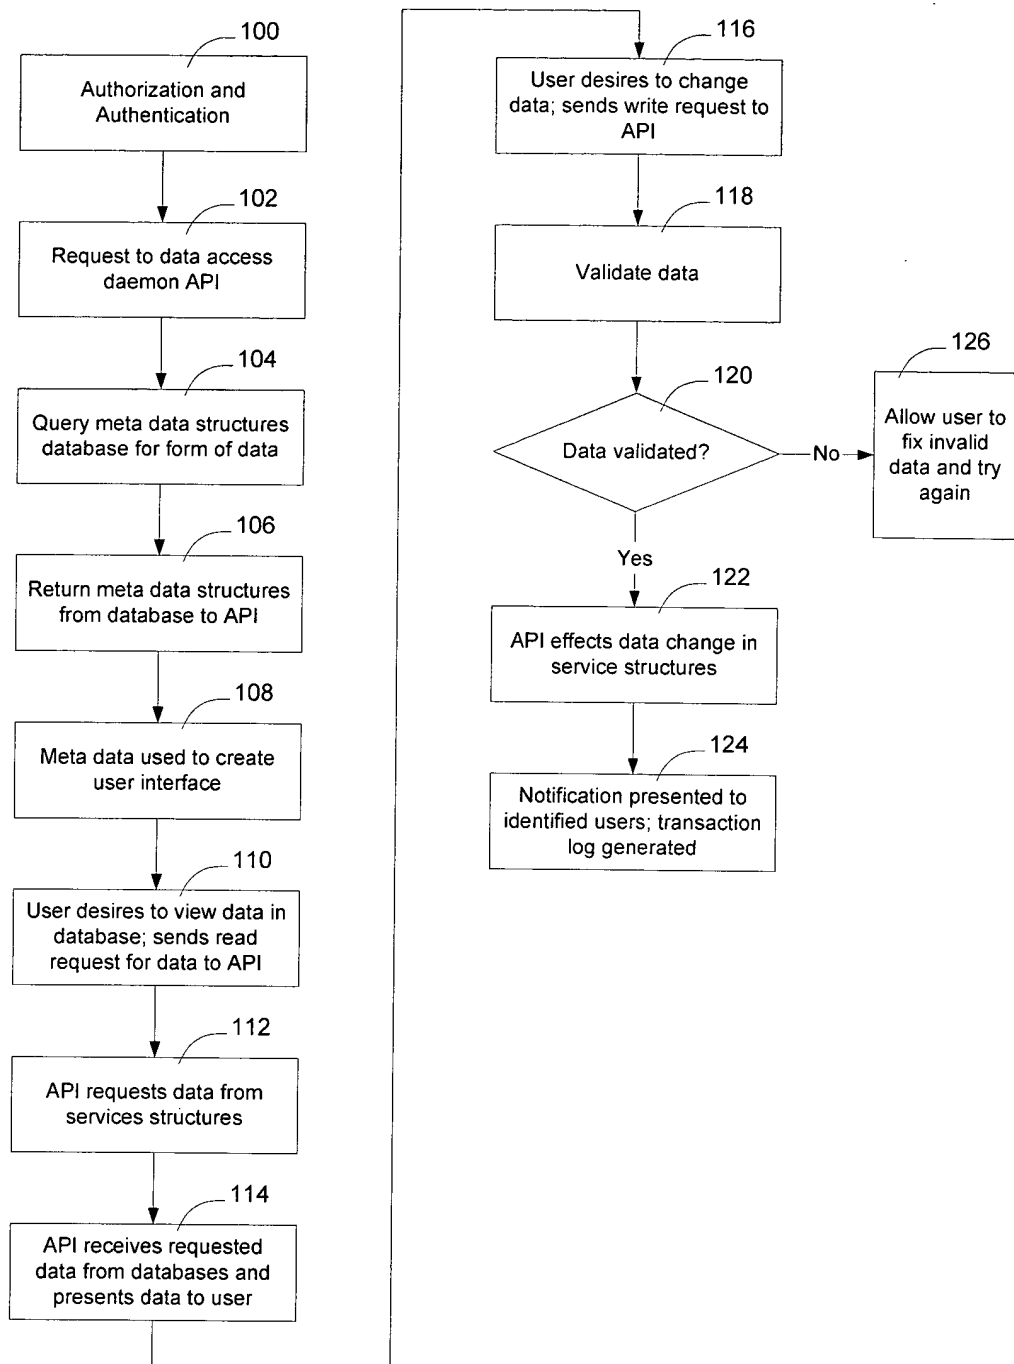 100
Authorization and
Authentication
102
Request to data access
daemon API
104
Query meta data structures
database for form of data
106
Return meta data structures
from database to API
108
Meta data used to create
user interface
110
User desires to view data in
database; sends read
request for data to API
112
API requests data from
services structures
114
API receives requested
data from databases and
presents data to user
116
User desires to change
data; sends write request to
API
118
Validate data
120
Data validated?
No
126
Allow user to
fix invalid
data and try
again
Yes
122
API effects data change in
service structures
124
Notification presented to
identified users; transaction
log generated